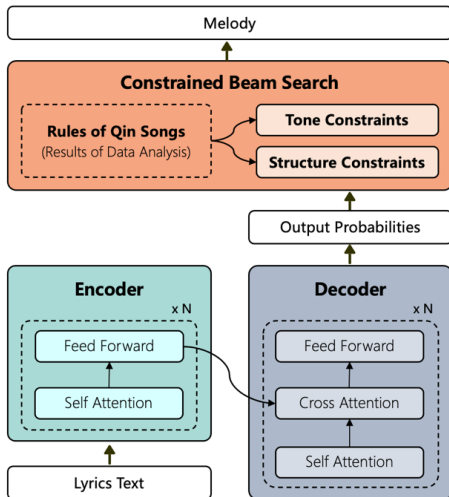 Melody
Constrained Beam Search
Rules of Qin Songs
(Results of Data Analysis)
Tone Constraints
Structure Constraints
Output Probabilities
Encoder
x N
Feed Forward
Self Attention
Lyrics Text
Decoder
x N
Feed Forward
Cross Attention
Self Attention